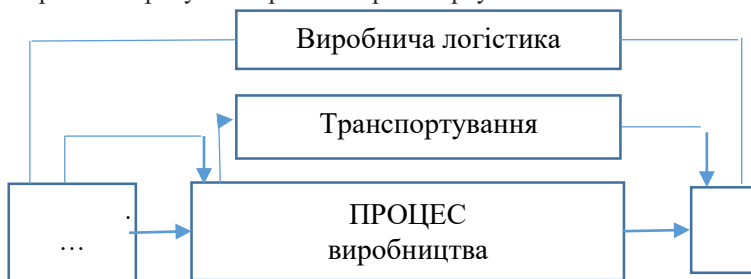 Виробнича логістика
Транспортування
ПРОЦЕС
виробництва
.
…